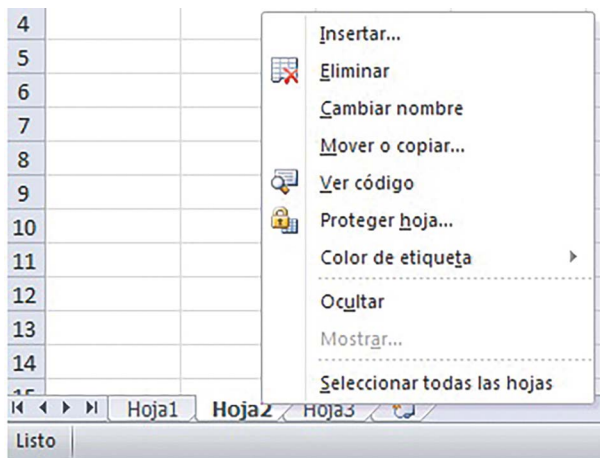 4
5
6
7
8
9
10
11
12
13
14
15
Insertar...
Eliminar
Cambiar nombre
Mover o copiar...
Ver código
Proteger hoja...
Color de etiqueta
Ocultar
Mostrar...
Seleccionar todas las hojas
Hoja1 Hoja2 Hoja3
Listo